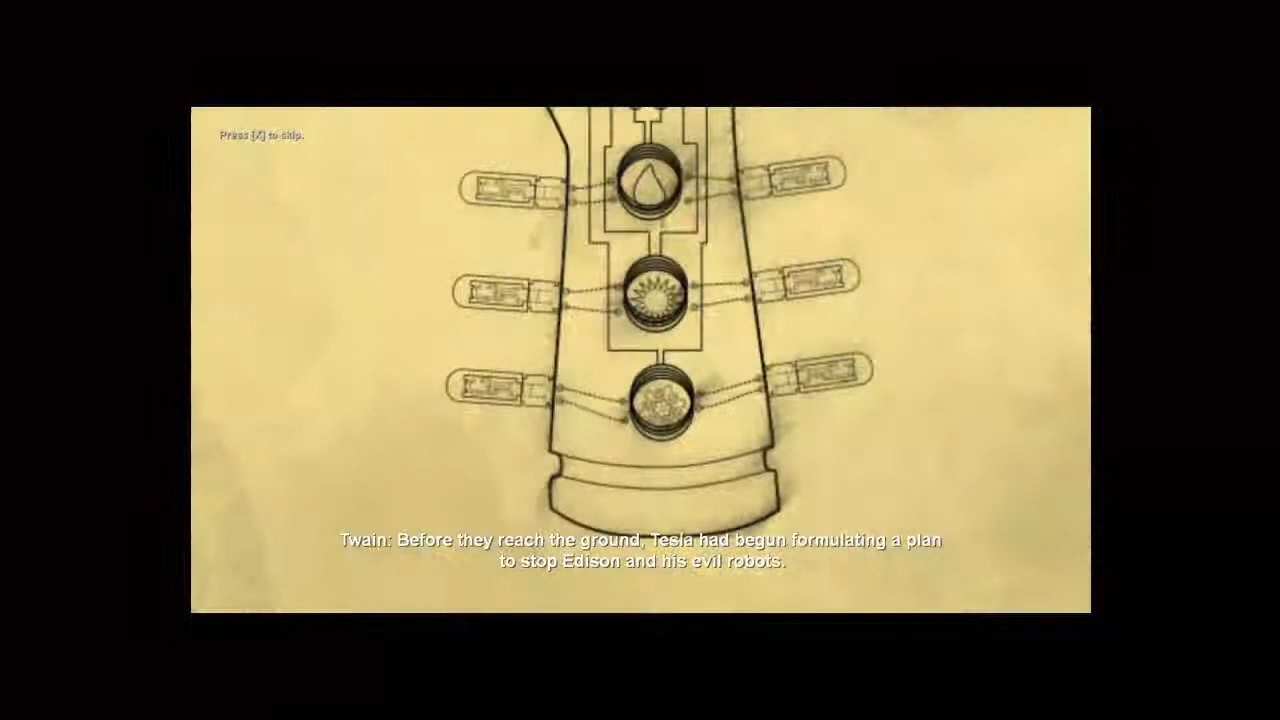 Press [X] to skip.
Twain: Before they reach the ground, Tesla had begun formulating a plan
to stop Edison and his evil robots.